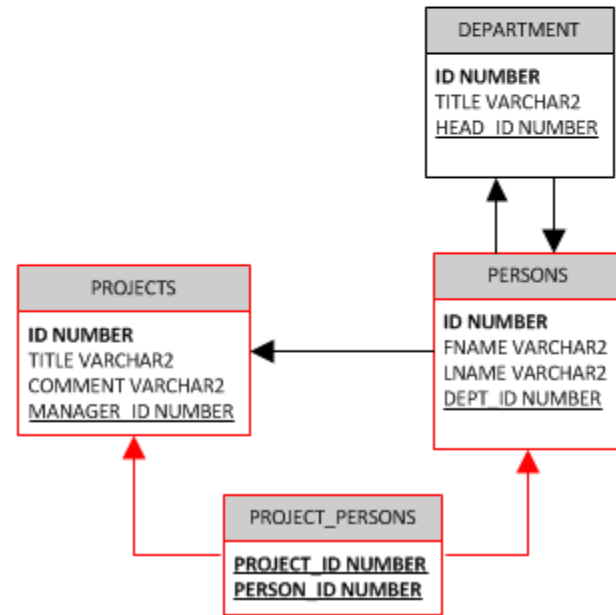 DEPARTMENT
ID NUMBER
TITLE VARCHAR2
HEAD_ID NUMBER
PROJECTS
ID NUMBER
TITLE VARCHAR2
COMMENT VARCHAR2
MANAGER_ID NUMBER
PERSONS
ID NUMBER
FNAME VARCHAR2
LNAME VARCHAR2
DEPT_ID NUMBER
PROJECT_PERSONS
PROJECT_ID NUMBER
PERSON_ID NUMBER